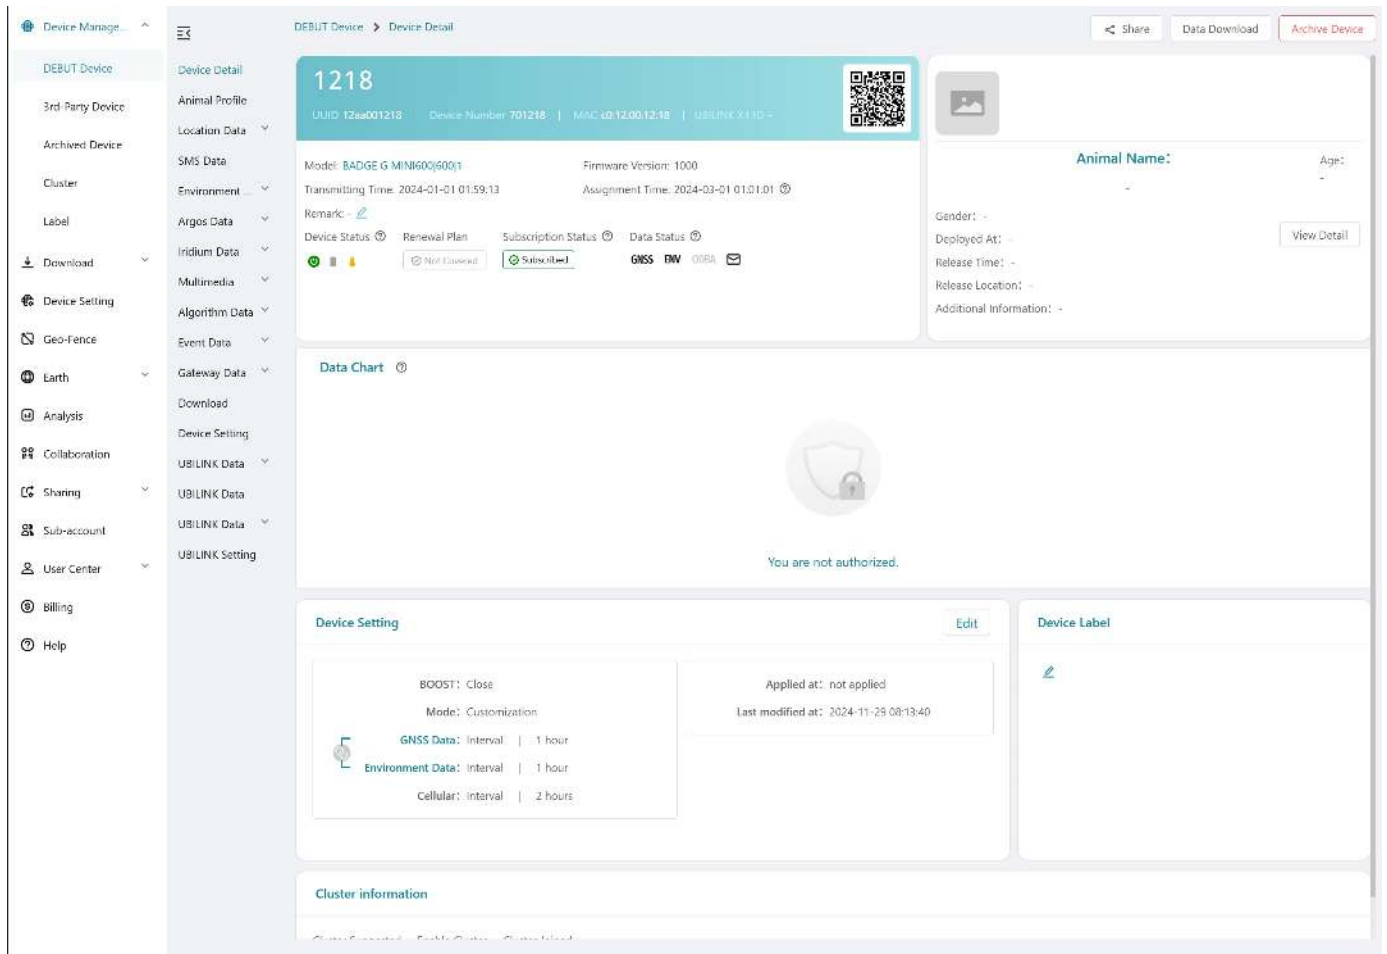 Device Manage...
DEBUT Device
3rd-Party Device
Archived Device
Cluster
Label
Download
Device Setting
Geo-Fence
Earth
Analysis
Collaboration
Sharing
Sub-account
User Center
Billing
Help
Device Detail
Animal Profile
Location Data
SMS Data
Environment ...
Argos Data
Iridium Data
Multimedia
Algorithm Data
Event Data
Gateway Data
Download
Device Setting
UBILINK Data
UBILINK Data
UBILINK Data
UBILINK Setting
DEBUT Device > Device Detail
Share Data Download Archive Device
1218
UUID 12aa001218 Device Number 701218 | MAC c0:12:00:12:18 | UBILINK X1 ID -
Model: BADGE G MINI600|600|1 Firmware Version: 1000
Transmitting Time: 2024-01-01 01:59:13 Assignment Time: 2024-03-01 01:01:01
Remark: -
Device Status Renewal Plan Subscription Status Data Status
Not Covered Subscribed GNSS ENV ODBA
Animal Name:
-
Age:
-
Gender: -
Deployed At: -
View Detail
Release Time: -
Release Location: -
Additional Information: -
Data Chart
You are not authorized.
Device Setting Edit
BOOST: Close
Mode: Customization
GNSS Data: Interval | 1 hour
Environment Data: Interval | 1 hour
Cellular: Interval | 2 hours
Applied at: not applied
Last modified at: 2024-11-29 08:13:40
Device Label
Cluster information